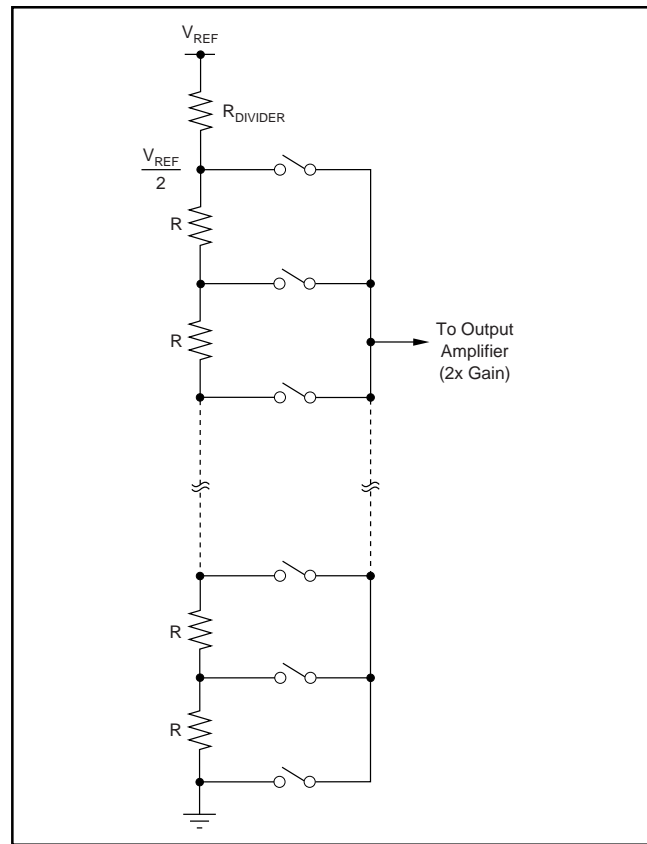 V_REF
R_DIVIDER
V_REF
2
R
R
To Output
Amplifier
(2x Gain)
R
R